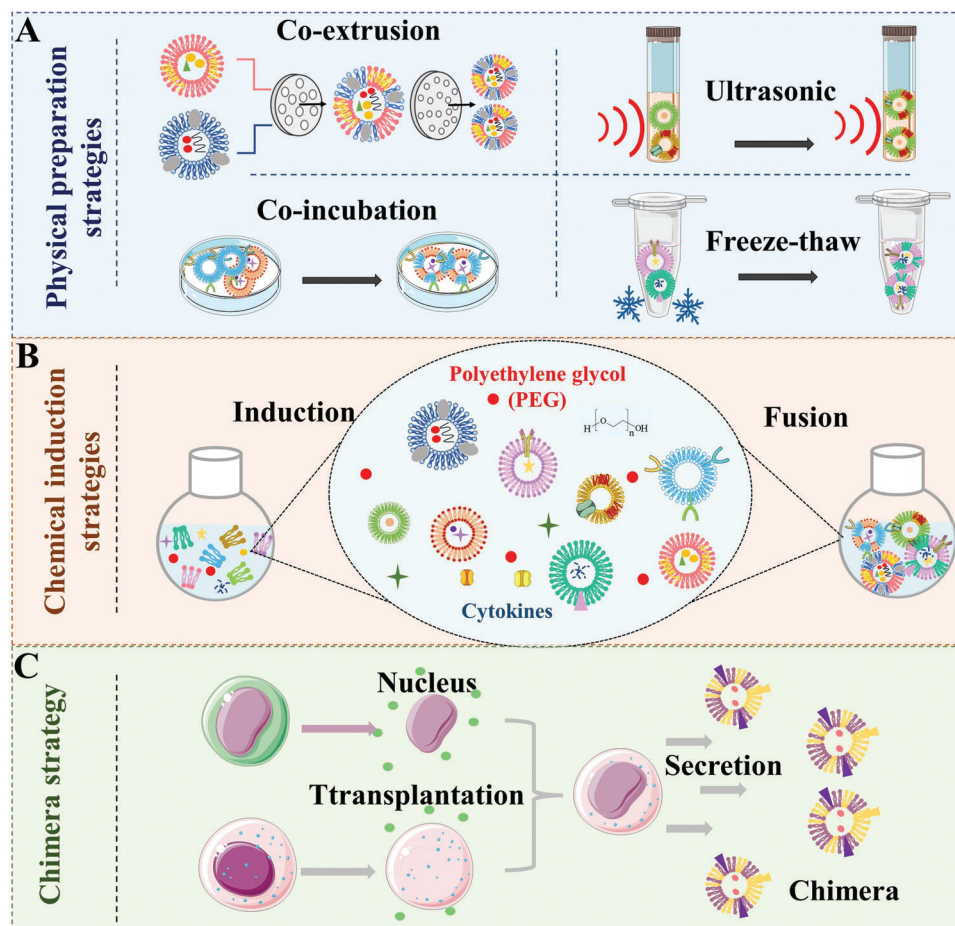 A
Physical preparation
strategies
Co-extrusion
Ultrasonic
Co-incubation
Freeze-thaw
B
Chemical induction
strategies
Induction
Polyethylene glycol
(PEG)
H O n OH
Fusion
Cytokines
C
Chimera strategy
Nucleus
Ttransplantation
Secretion
Chimera